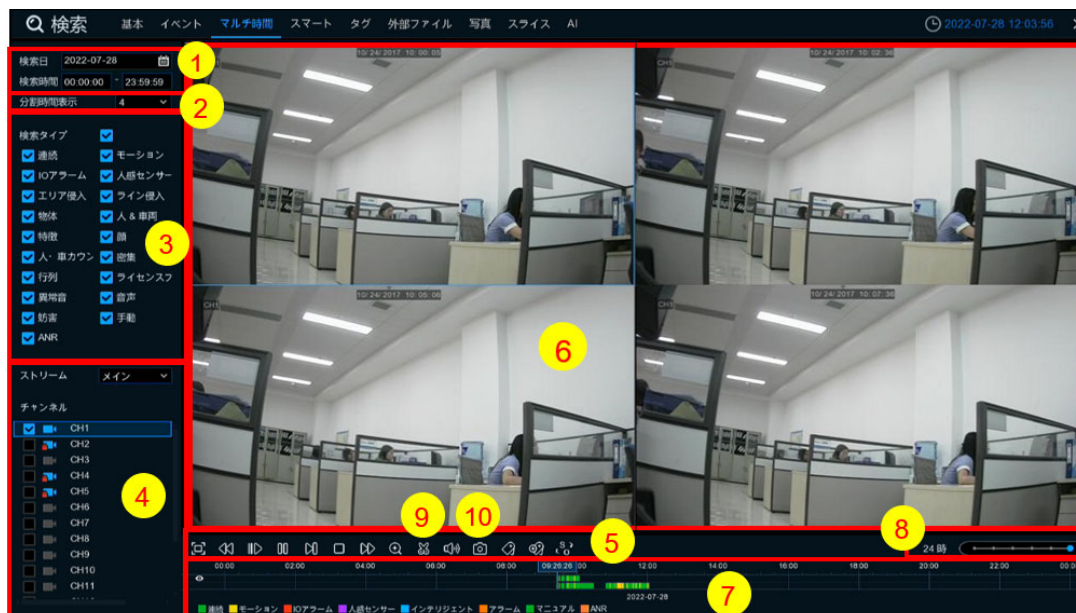 検索 基本 イベント マルチ時間 スマート タグ 外部ファイル 写真 スライス AI 2022-07-28 12:03:56
検索日 2022-07-28
検索時間 00:00:00 - 23:59:59
1
分割時間表示 4
2
検索タイプ
連続 モーション
IOアラーム 人感センサー
エリア侵入 ライン侵入
物体 人 & 車両
特徴 顔
3
人・車カウン 密集
行列 ライセンスプ
異常音 音声
妨害 手動
ANR
ストリーム メイン
チャンネル
CH1
CH2
CH3
CH4
CH5
CH6
CH7
CH8
CH9
CH10
CH11
4
10/24/2017 10:00:05
CH1
10/24/2017 10:02:36
CH1
10/24/2017 10:05:06
CH1
10/24/2017 10:07:36
CH1
6
9
10
5
8
24 時
00:00 02:00 04:00 06:00 08:00 09:26:26 12:00 14:00 16:00 18:00 20:00 22:00
2022-07-28
7
連続 モーション IOアラーム 人感センサー インテリジェント アラーム マニュアル ANR